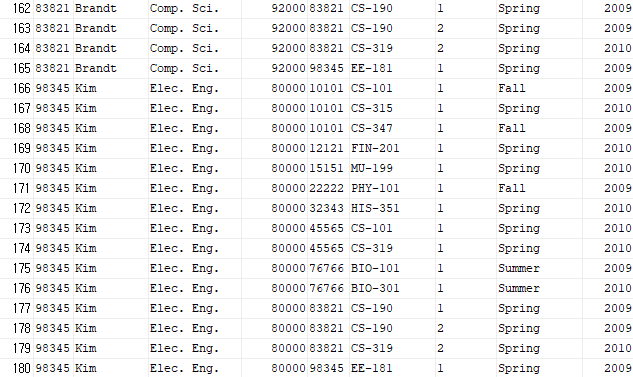 162 83821 Brandt Comp. Sci. 92000 83821 CS-190 1 Spring 2009
163 83821 Brandt Comp. Sci. 92000 83821 CS-190 2 Spring 2009
164 83821 Brandt Comp. Sci. 92000 83821 CS-319 2 Spring 2010
165 83821 Brandt Comp. Sci. 92000 98345 EE-181 1 Spring 2009
166 98345 Kim Elec. Eng. 80000 10101 CS-101 1 Fall 2009
167 98345 Kim Elec. Eng. 80000 10101 CS-315 1 Spring 2010
168 98345 Kim Elec. Eng. 80000 10101 CS-347 1 Fall 2009
169 98345 Kim Elec. Eng. 80000 12121 FIN-201 1 Spring 2010
170 98345 Kim Elec. Eng. 80000 15151 MU-199 1 Spring 2010
171 98345 Kim Elec. Eng. 80000 22222 PHY-101 1 Fall 2009
172 98345 Kim Elec. Eng. 80000 32343 HIS-351 1 Spring 2010
173 98345 Kim Elec. Eng. 80000 45565 CS-101 1 Spring 2010
174 98345 Kim Elec. Eng. 80000 45565 CS-319 1 Spring 2010
175 98345 Kim Elec. Eng. 80000 76766 BIO-101 1 Summer 2009
176 98345 Kim Elec. Eng. 80000 76766 BIO-301 1 Summer 2010
177 98345 Kim Elec. Eng. 80000 83821 CS-190 1 Spring 2009
178 98345 Kim Elec. Eng. 80000 83821 CS-190 2 Spring 2009
179 98345 Kim Elec. Eng. 80000 83821 CS-319 2 Spring 2010
180 98345 Kim Elec. Eng. 80000 98345 EE-181 1 Spring 2009